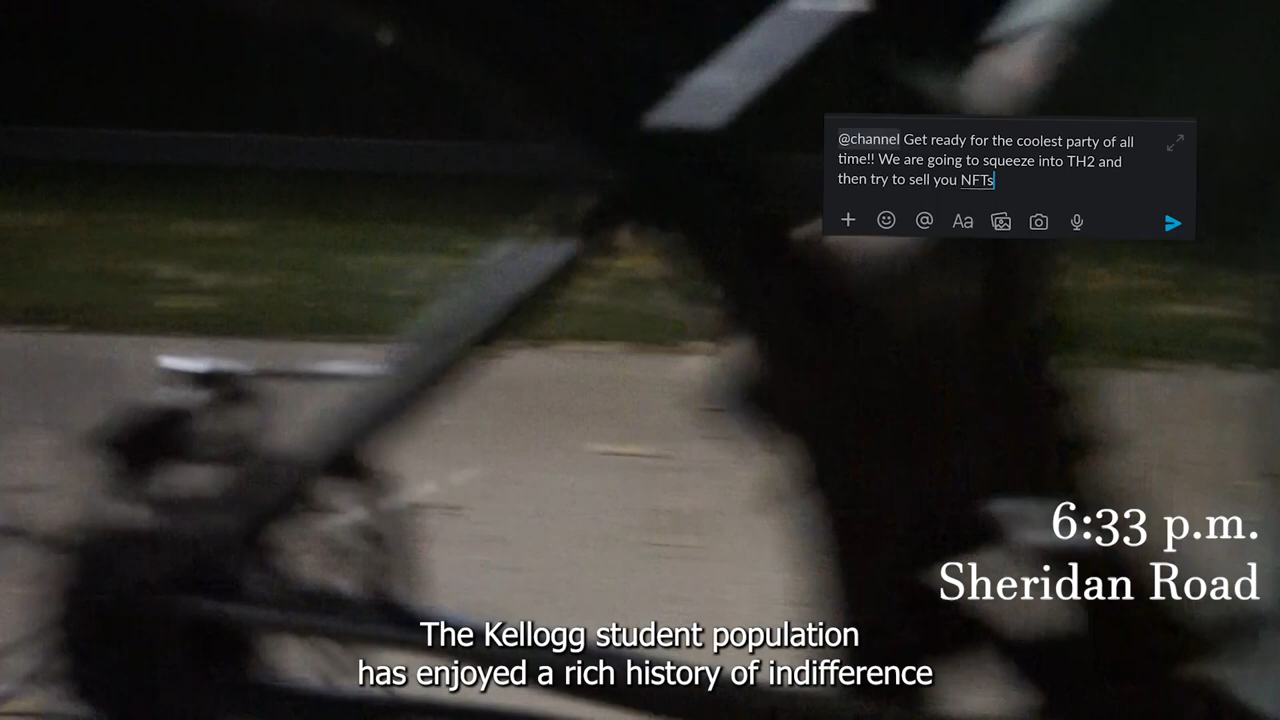 @channel Get ready for the coolest party of all
time!! We are going to squeeze into TH2 and
then try to sell you NFTs
Aa
6:33 p.m.
Sheridan Road
The Kellogg student population
has enjoyed a rich history of indifference